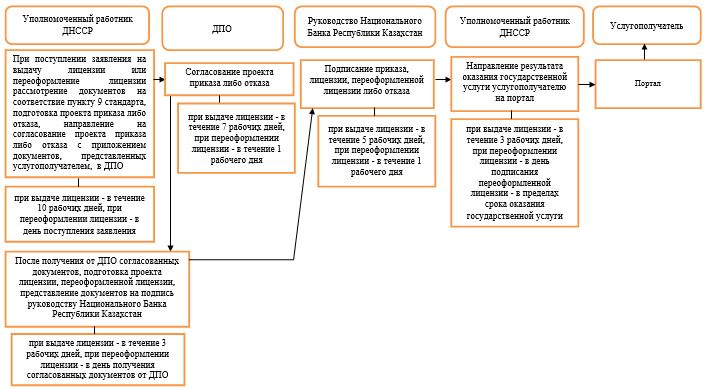 Уполномоченный работник
ДНССР
ДПО
Руководство Национального
Банка Республики Казахстан
Уполномоченный работник
ДНССР
Услугополучатель
При поступлении заявления на
выдачу лицензии или
переоформление лицензии
рассмотрение документов на
соответствие пункту 9 стандарта,
подготовка проекта приказа либо
отказа, направление на
согласование проекта приказа
либо отказа с приложением
документов, представленных
услугополучателем, в ДПО
Согласование проекта
приказа либо отказа
Подписание приказа,
лицензии, переоформленной
лицензии либо отказа
Направление результата
оказания государственной
услуги услугополучателю
на портал
Портал
при выдаче лицензии - в
течение 7 рабочих дней,
при переоформлении
лицензии - в течение 1
рабочего дня
при выдаче лицензии - в
течение 5 рабочих дней,
при переоформлении
лицензии - в течение 1
рабочего дня
при выдаче лицензии - в
течение 3 рабочих дней,
при переоформлении
лицензии - в день
подписания
переоформленной
лицензии - в пределах
срока оказания
государственной услуги
при выдаче лицензии - в течение
10 рабочих дней, при
переоформлении лицензии - в
день поступления заявления
После получения от ДПО согласованных
документов, подготовка проекта
лицензии, переоформленной лицензии,
представление документов на подпись
руководству Национального Банка
Республики Казахстан
при выдаче лицензии - в течение 3
рабочих дней, при переоформлении
лицензии - в день получения
согласованных документов от ДПО